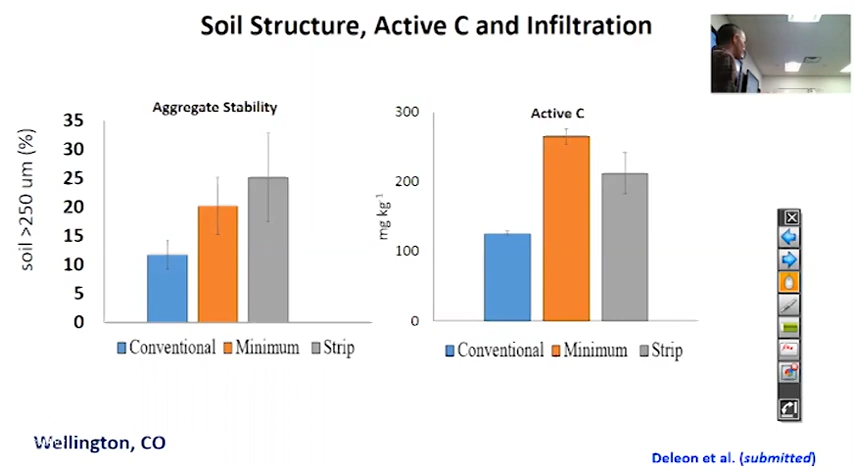 Soil Structure, Active C and Infiltration
Aggregate Stability
soil >250 um (%)
35
30
25
20
15
10
5
0
Conventional Minimum Strip
Active C
mg kg-1
300
200
100
0
Conventional Minimum Strip
Wellington, CO
Deleon et al. (submitted)